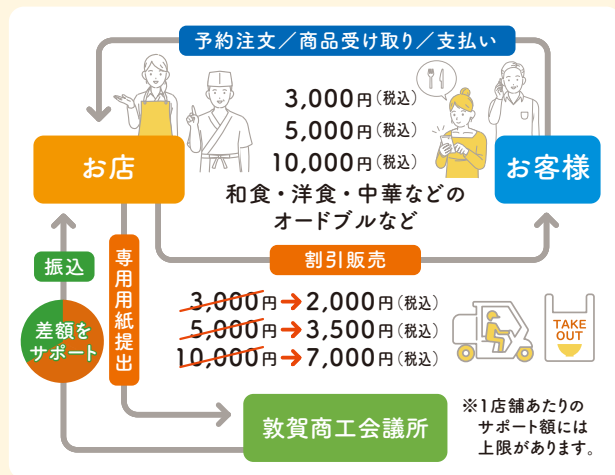 予約注文／商品受け取り／支払い
3,000円（税込）
5,000円（税込）
10,000円（税込）
お店
お客様
和食・洋食・中華などの
オードブルなど
割引販売
振込
専用用紙提出
差額を
サポート
3,000円→2,000円（税込）
5,000円→3,500円（税込）
10,000円→7,000円（税込）
TAKE
OUT
敦賀商工会議所
※1店舗あたりの
サポート額には
上限があります。